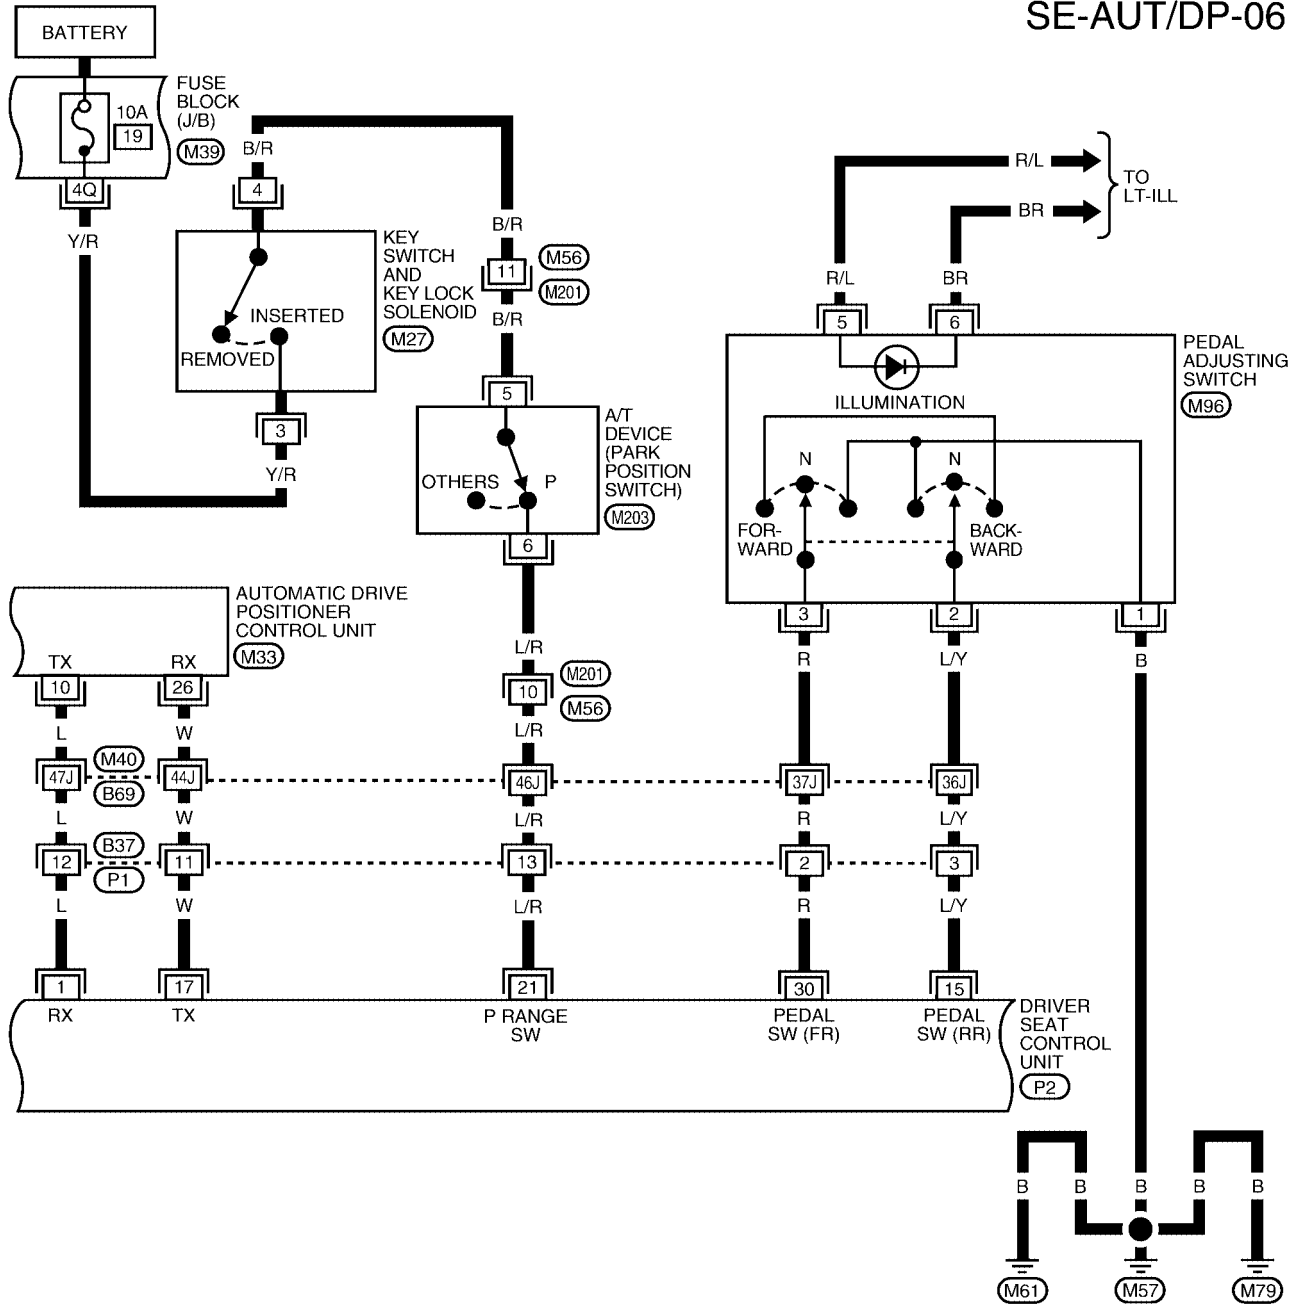 SE-AUT/DP-06
BATTERY
FUSE
BLOCK
(J/B)
M39
10A
19
4Q
Y/R
B/R
4
KEY
SWITCH
AND
KEY LOCK
SOLENOID
M27
INSERTED
REMOVED
3
Y/R
B/R
11
M56
M201
B/R
5
A/T
DEVICE
(PARK
POSITION
SWITCH)
M203
OTHERS
P
6
L/R
10
M201
M56
L/R
R/L
BR
TO
LT-ILL
R/L
BR
5
6
PEDAL
ADJUSTING
SWITCH
M96
ILLUMINATION
N
N
FOR-
WARD
BACK-
WARD
3
2
1
R
L/Y
B
AUTOMATIC DRIVE
POSITIONER
CONTROL UNIT
M33
TX
RX
10
26
L
W
M40
47J
44J
46J
37J
36J
B69
L
W
L/R
R
L/Y
B37
12
11
13
2
3
P1
L
W
L/R
R
L/Y
1
17
21
30
15
RX
TX
P RANGE
SW
PEDAL
SW (FR)
PEDAL
SW (RR)
DRIVER
SEAT
CONTROL
UNIT
P2
B
B
B
B
B
M61
M57
M79